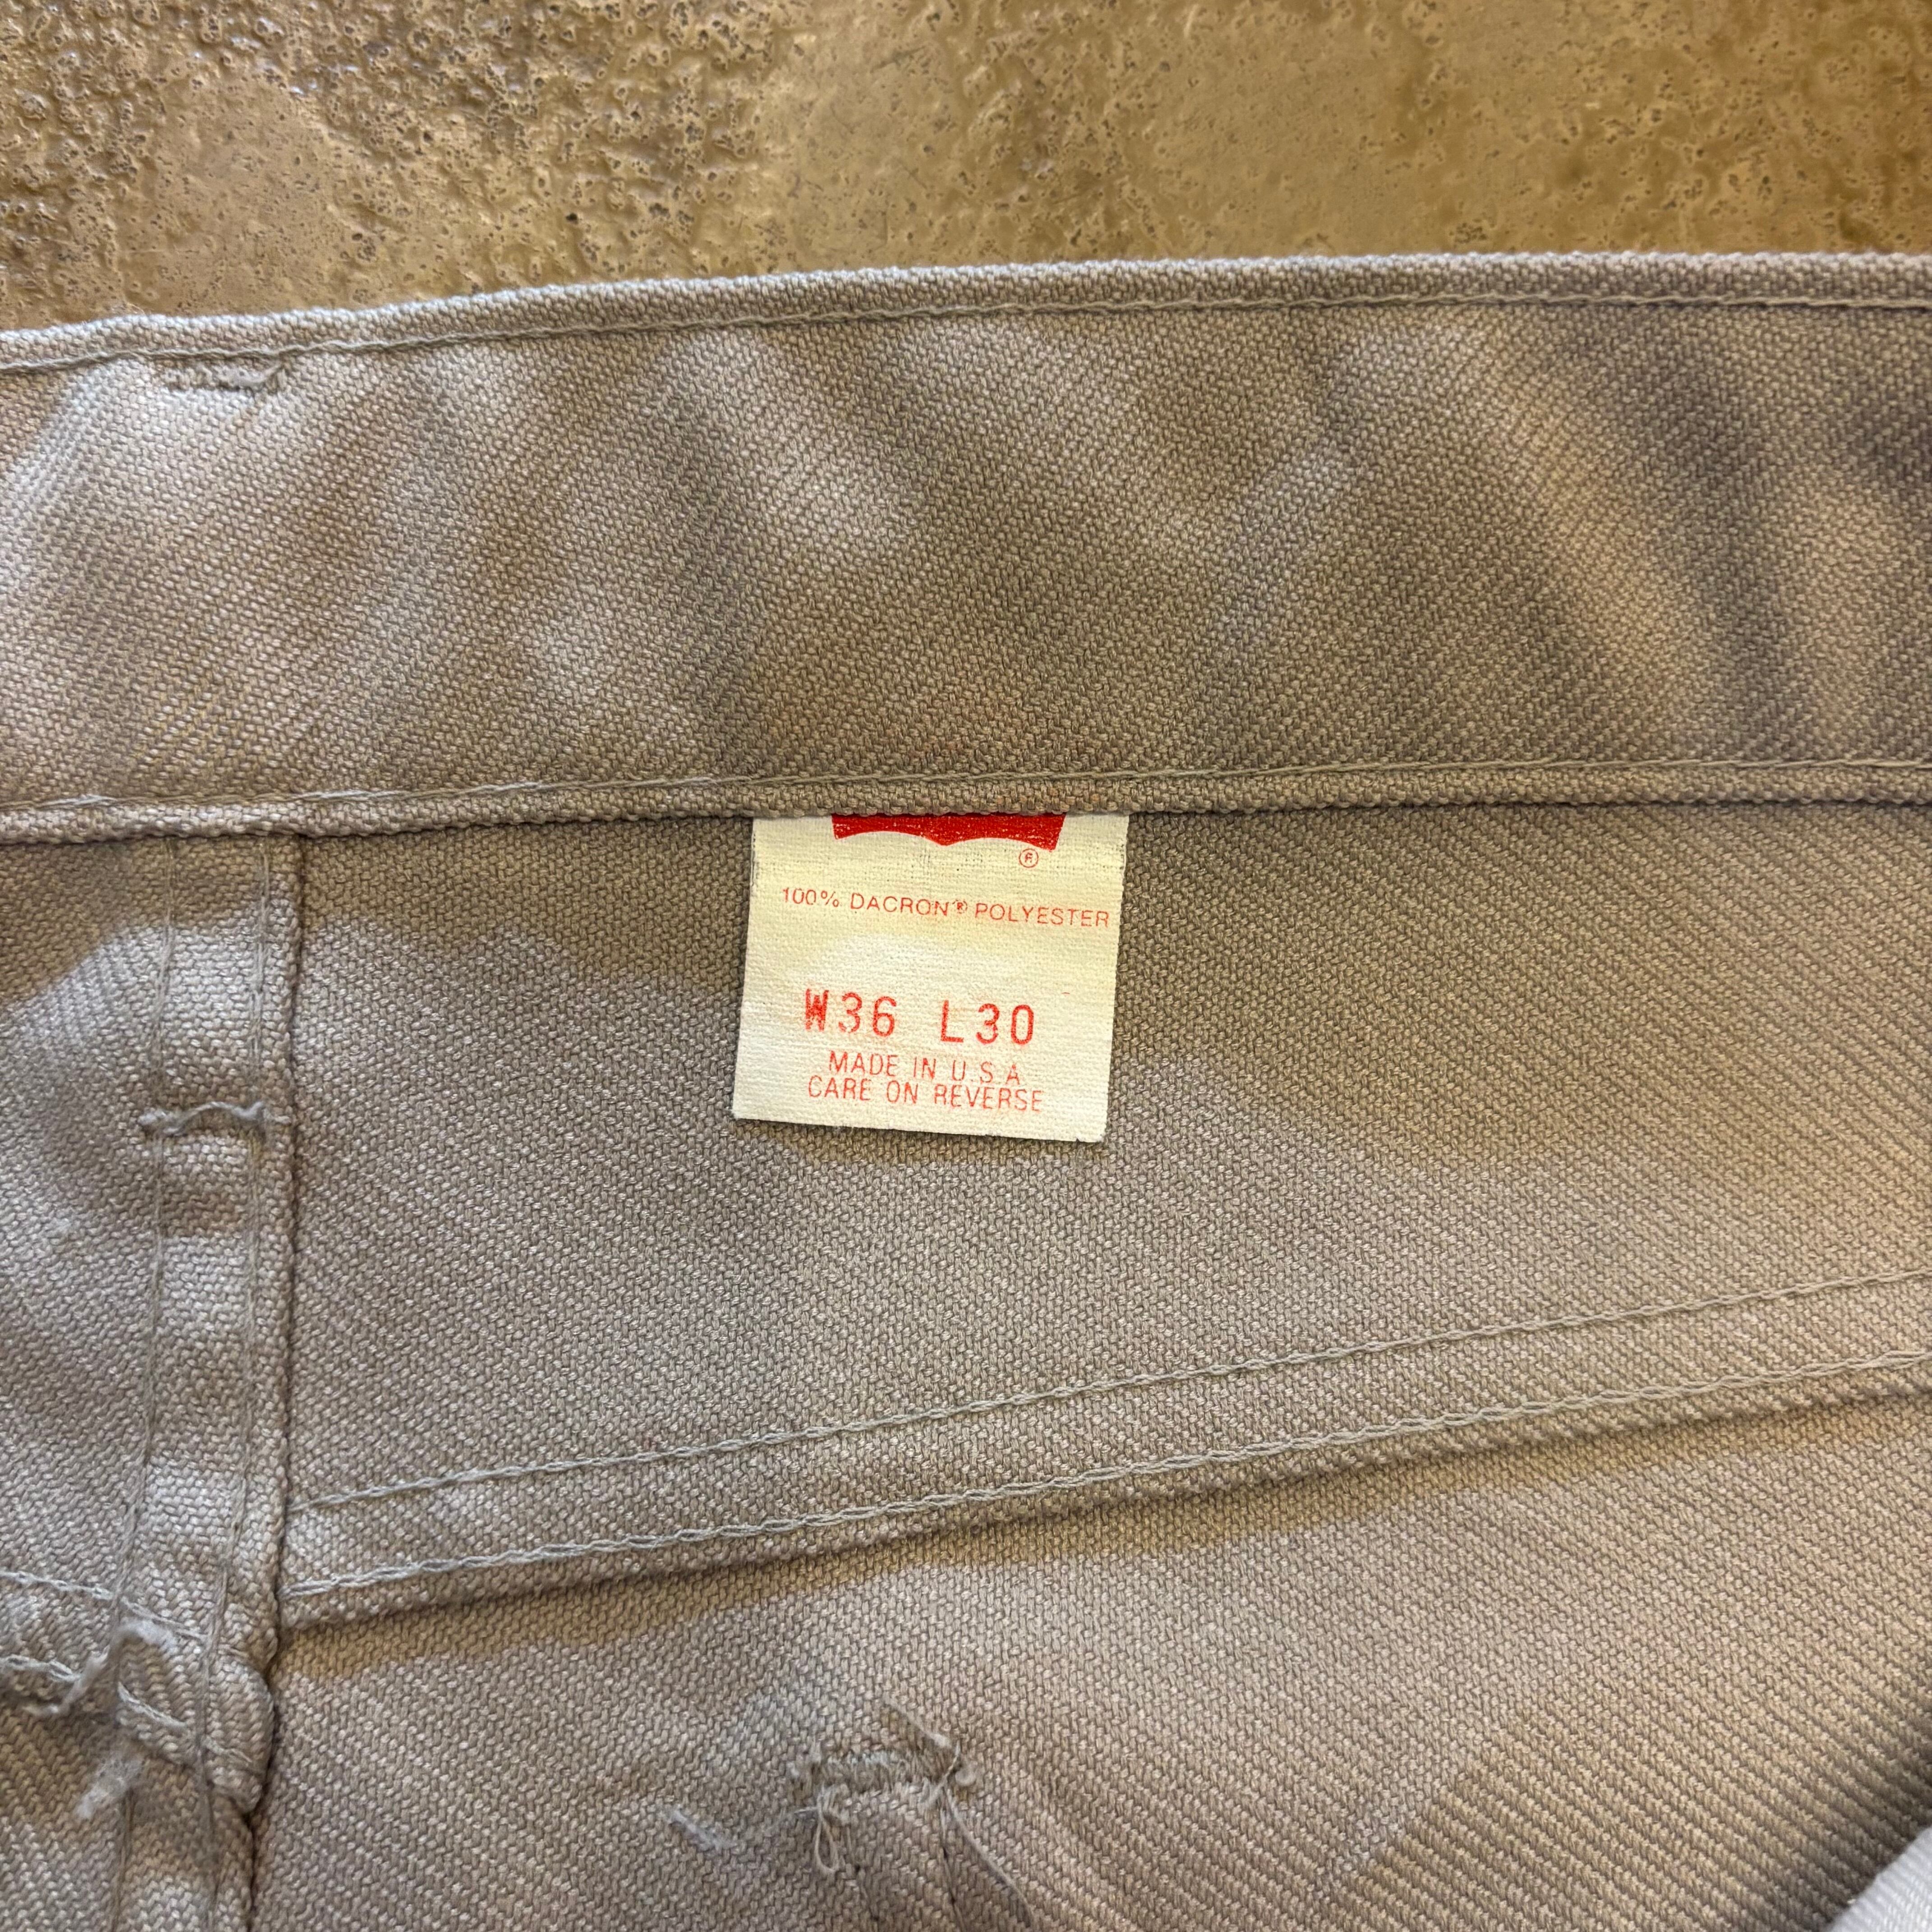 ®
100% DACRON® POLYESTER
W36 L30
MADE IN U.S.A
CARE ON REVERSE